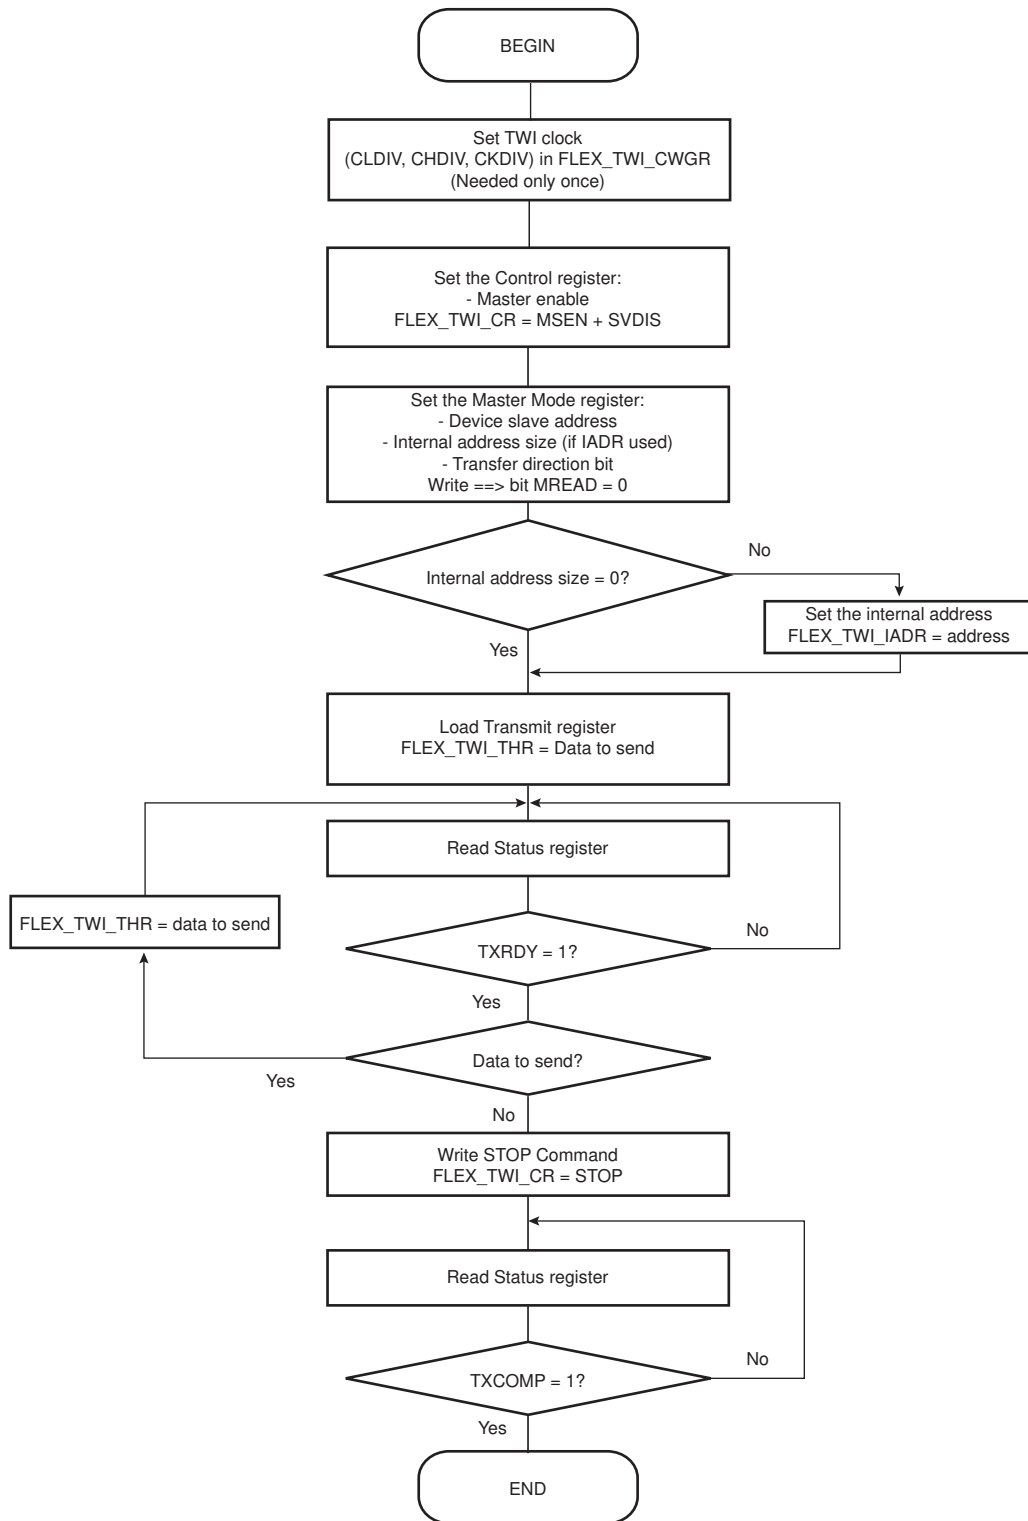 BEGIN
Set TWI clock
(CLDIV, CHDIV, CKDIV) in FLEX_TWI_CWGR
(Needed only once)
Set the Control register:
- Master enable
FLEX_TWI_CR = MSEN + SVDIS
Set the Master Mode register:
- Device slave address
- Internal address size (if IADR used)
- Transfer direction bit
Write ==> bit MREAD = 0
No
Internal address size = 0?
Set the internal address
FLEX_TWI_IADR = address
Yes
Load Transmit register
FLEX_TWI_THR = Data to send
Read Status register
FLEX_TWI_THR = data to send
No
TXRDY = 1?
Yes
Data to send?
Yes
No
Write STOP Command
FLEX_TWI_CR = STOP
Read Status register
No
TXCOMP = 1?
Yes
END